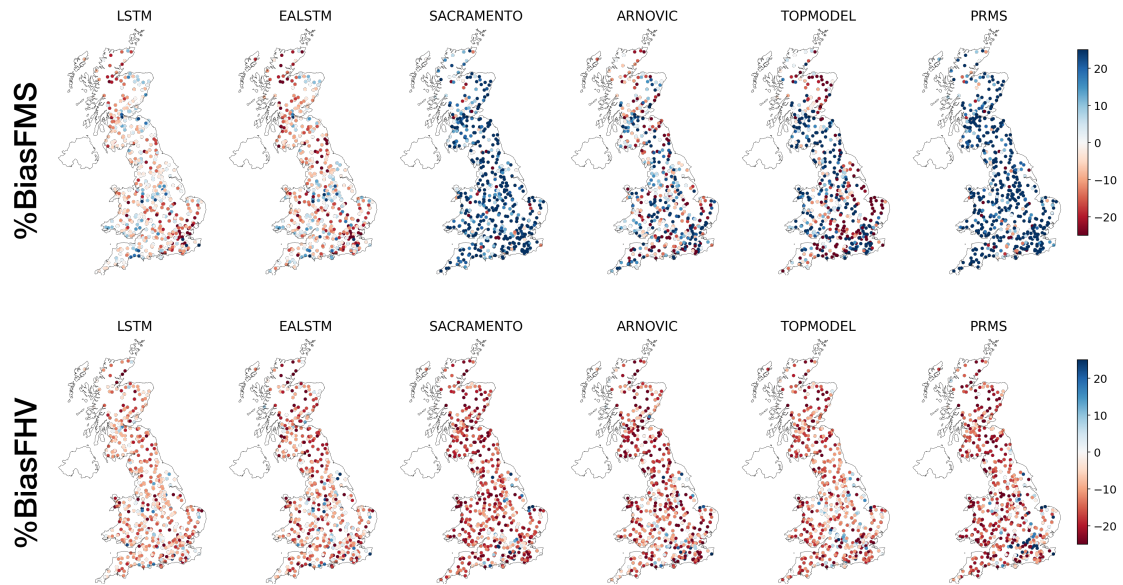 LSTM EALSTM SACRAMENTO ARNOVIC TOPMODEL PRMS
%BiasFMS
20
10
0
−10
−20
LSTM EALSTM SACRAMENTO ARNOVIC TOPMODEL PRMS
%BiasFHV
20
10
0
−10
−20